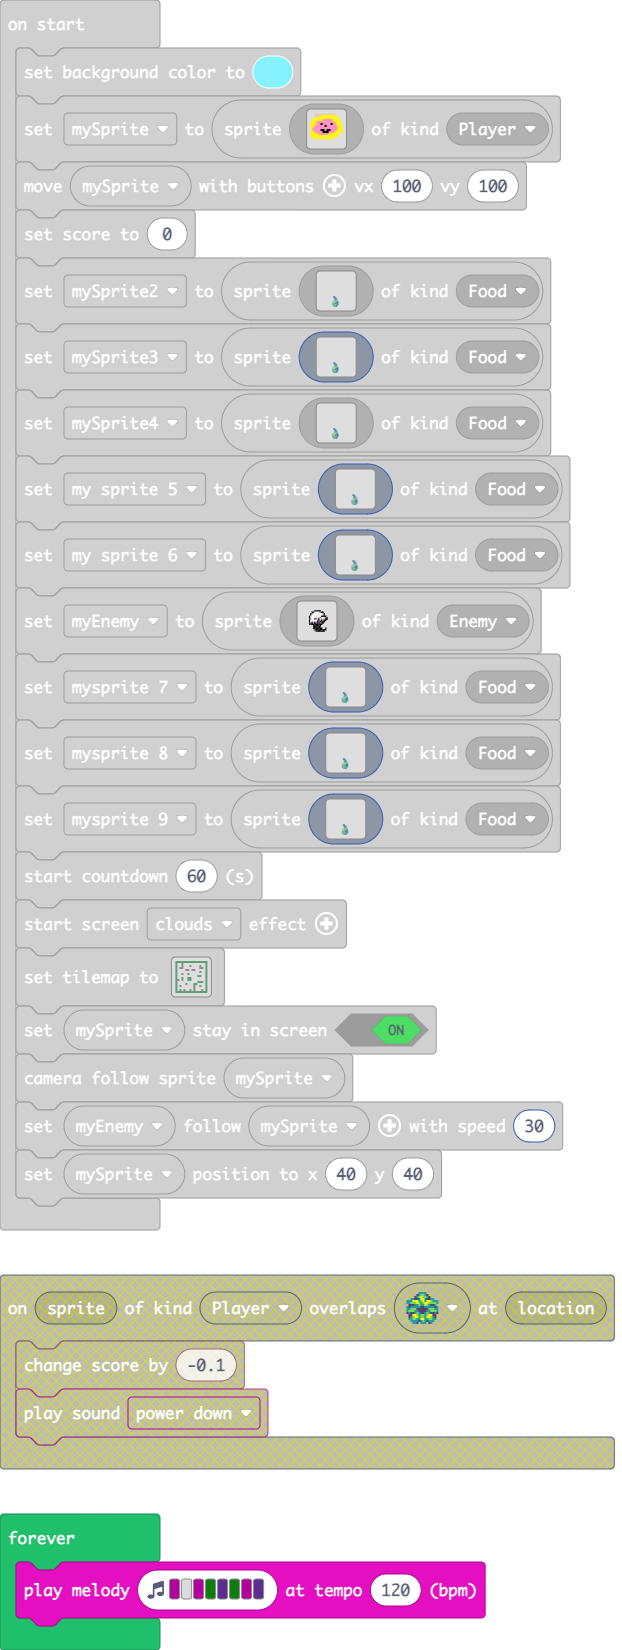 on start
set background color to
set mySprite to sprite of kind Player
move mySprite with buttons vx 100 vy 100
set score to 0
set mySprite2 to sprite of kind Food
set mySprite3 to sprite of kind Food
set mySprite4 to sprite of kind Food
set my sprite 5 to sprite of kind Food
set my sprite 6 to sprite of kind Food
set myEnemy to sprite of kind Enemy
set mysprite 7 to sprite of kind Food
set mysprite 8 to sprite of kind Food
set mysprite 9 to sprite of kind Food
start countdown 60 (s)
start screen clouds effect
set tilemap to
set mySprite stay in screen ON
camera follow sprite mySprite
set myEnemy follow mySprite with speed 30
set mySprite position to x 40 y 40
on sprite of kind Player overlaps at location
change score by -0.1
play sound power down
forever
play melody at tempo 120 (bpm)